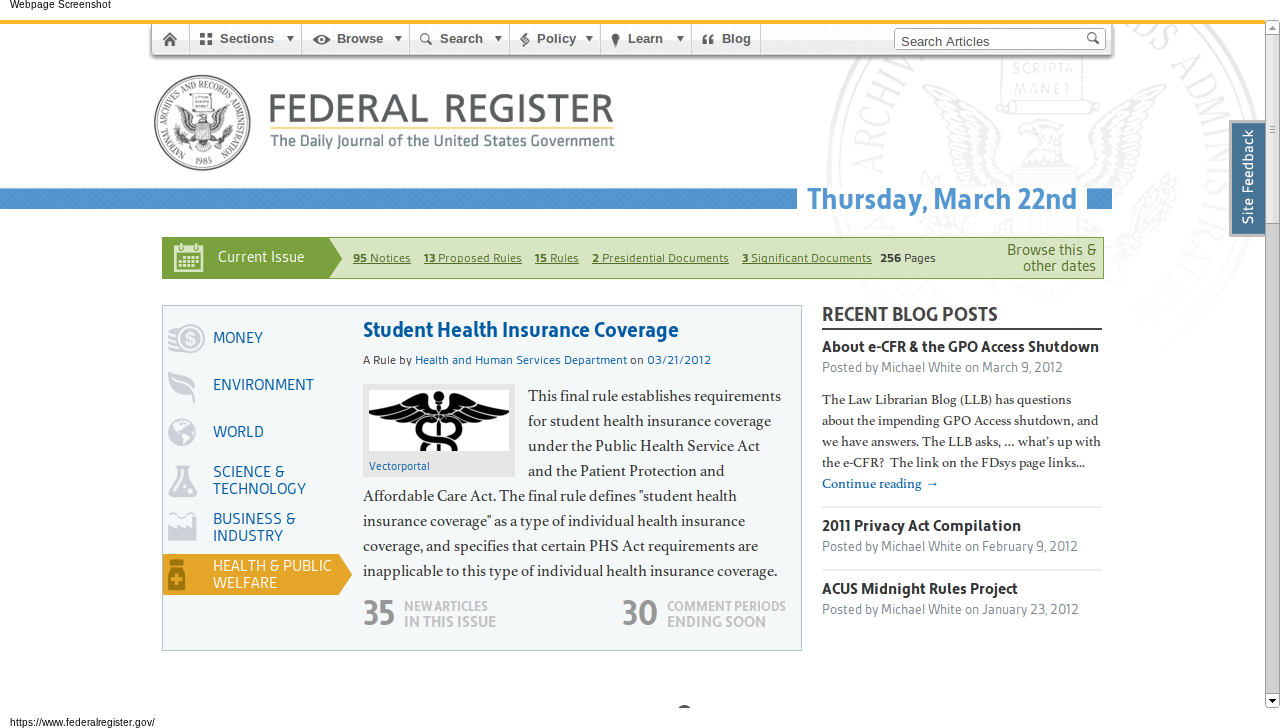 Webpage Screenshot
Sections
Browse
Search
Policy
Learn
Blog
Search Articles
NATIONAL ARCHIVES AND RECORDS ADMINISTRATION
1985
SCRIPTA
MANET
FEDERAL REGISTER
The Daily Journal of the United States Government
Site Feedback
Thursday, March 22nd
Current Issue
95 Notices 13 Proposed Rules 15 Rules 2 Presidential Documents 3 Significant Documents 256 Pages
Browse this &
other dates
MONEY
ENVIRONMENT
WORLD
SCIENCE &
TECHNOLOGY
BUSINESS &
INDUSTRY
HEALTH & PUBLIC
WELFARE
Student Health Insurance Coverage
A Rule by Health and Human Services Department on 03/21/2012
Vectorportal
This final rule establishes requirements
for student health insurance coverage
under the Public Health Service Act
and the Patient Protection and
Affordable Care Act. The final rule defines "student health
insurance coverage" as a type of individual health insurance
coverage, and specifies that certain PHS Act requirements are
inapplicable to this type of individual health insurance coverage.
35 NEW ARTICLES
IN THIS ISSUE
30 COMMENT PERIODS
ENDING SOON
RECENT BLOG POSTS
About e-CFR & the GPO Access Shutdown
Posted by Michael White on March 9, 2012
The Law Librarian Blog (LLB) has questions
about the impending GPO Access shutdown, and
we have answers. The LLB asks, … what's up with
the e-CFR? The link on the FDsys page links...
Continue reading →
2011 Privacy Act Compilation
Posted by Michael White on February 9, 2012
ACUS Midnight Rules Project
Posted by Michael White on January 23, 2012
https://www.federalregister.gov/